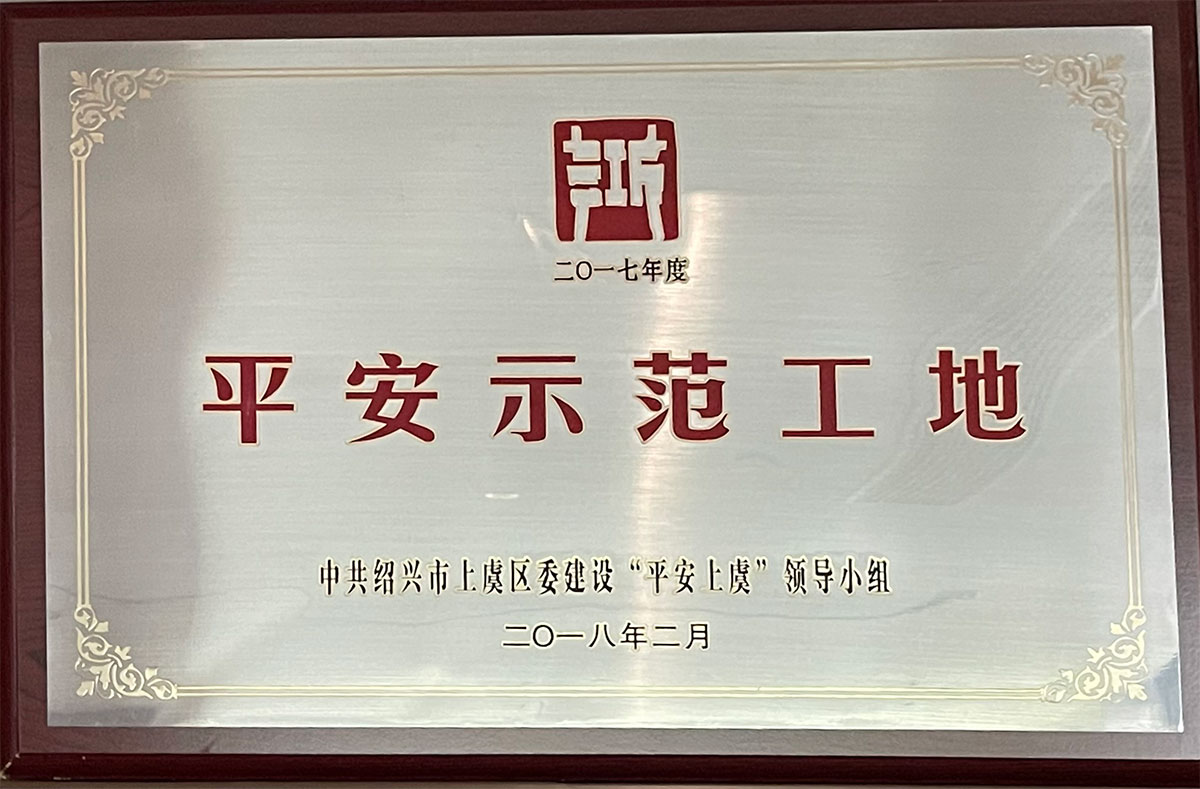 二〇一七年度
平安示范工地
中共绍兴市上虞区委建设“平安上虞”领导小组
二〇一八年二月